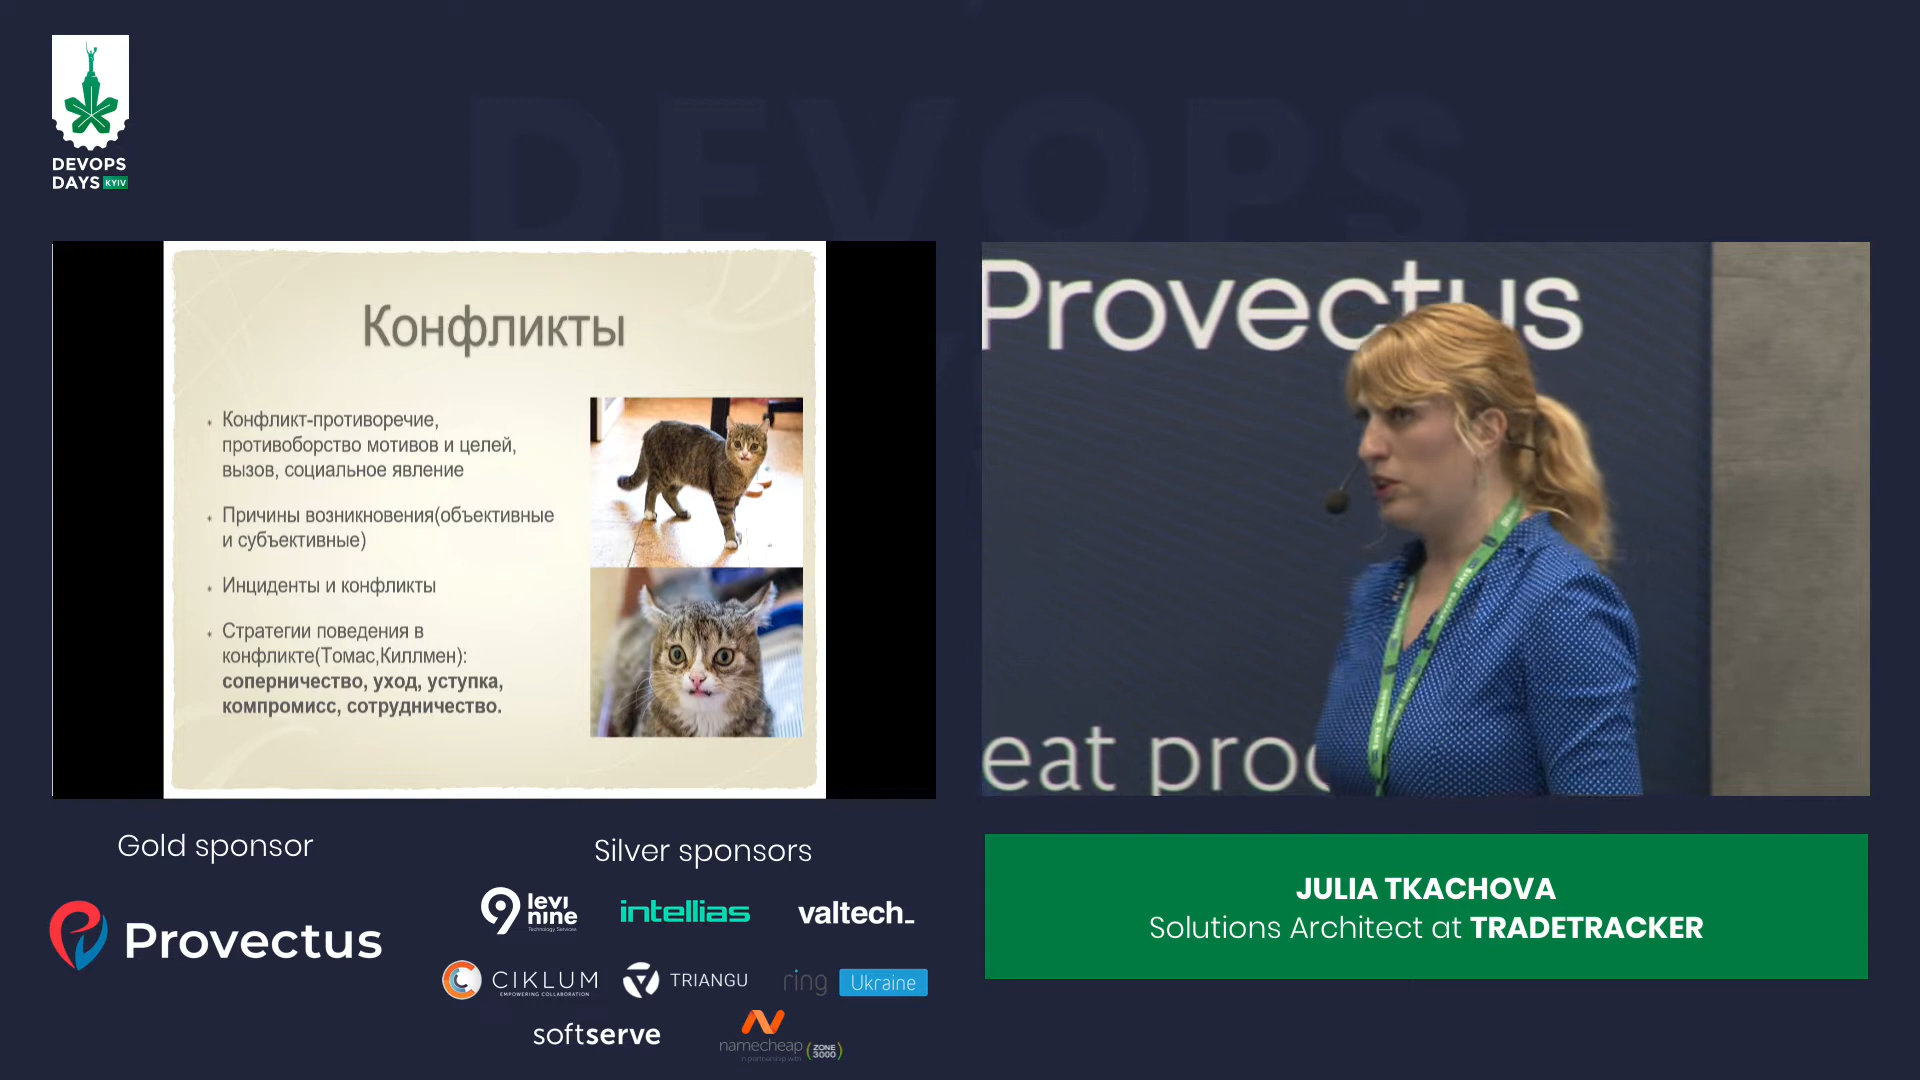 DEVOPS
DEVOPS
DAYS KYIV
Конфликты
Конфликт-противоречие,
противоборство мотивов и целей,
вызов, социальное явление
Причины возникновения(объективные
и субъективные)
Инциденты и конфликты
Стратегии поведения в
конфликте(Томас,Киллмен):
соперничество, уход, уступка,
компромисс, сотрудничество.
Provectus
eat proc
Gold sponsor
Provectus
Silver sponsors
levi
nine
Technology Services
intellias
valtech_
CIKLUM
EMPOWERING COLLABORATION
TRIANGU
ring Ukraine
softserve
namecheap
in partnership with
ZONE
3000
JULIA TKACHOVA
Solutions Architect at TRADETRACKER